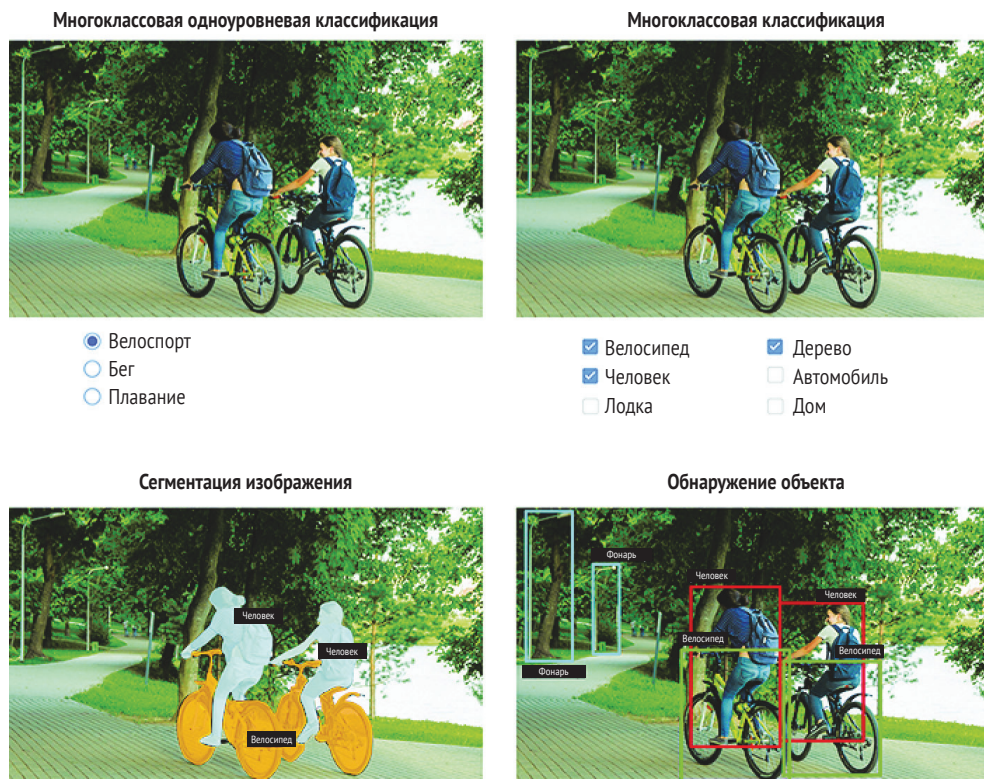 Многоклассовая одноуровневая классификация
Многоклассовая классификация
Велоспорт
Бег
Плавание
Велосипед
Человек
Лодка
Дерево
Автомобиль
Дом
Сегментация изображения
Обнаружение объекта
Человек
Человек
Велосипед
Фонарь
Человек
Человек
Велосипед
Велосипед
Фонарь